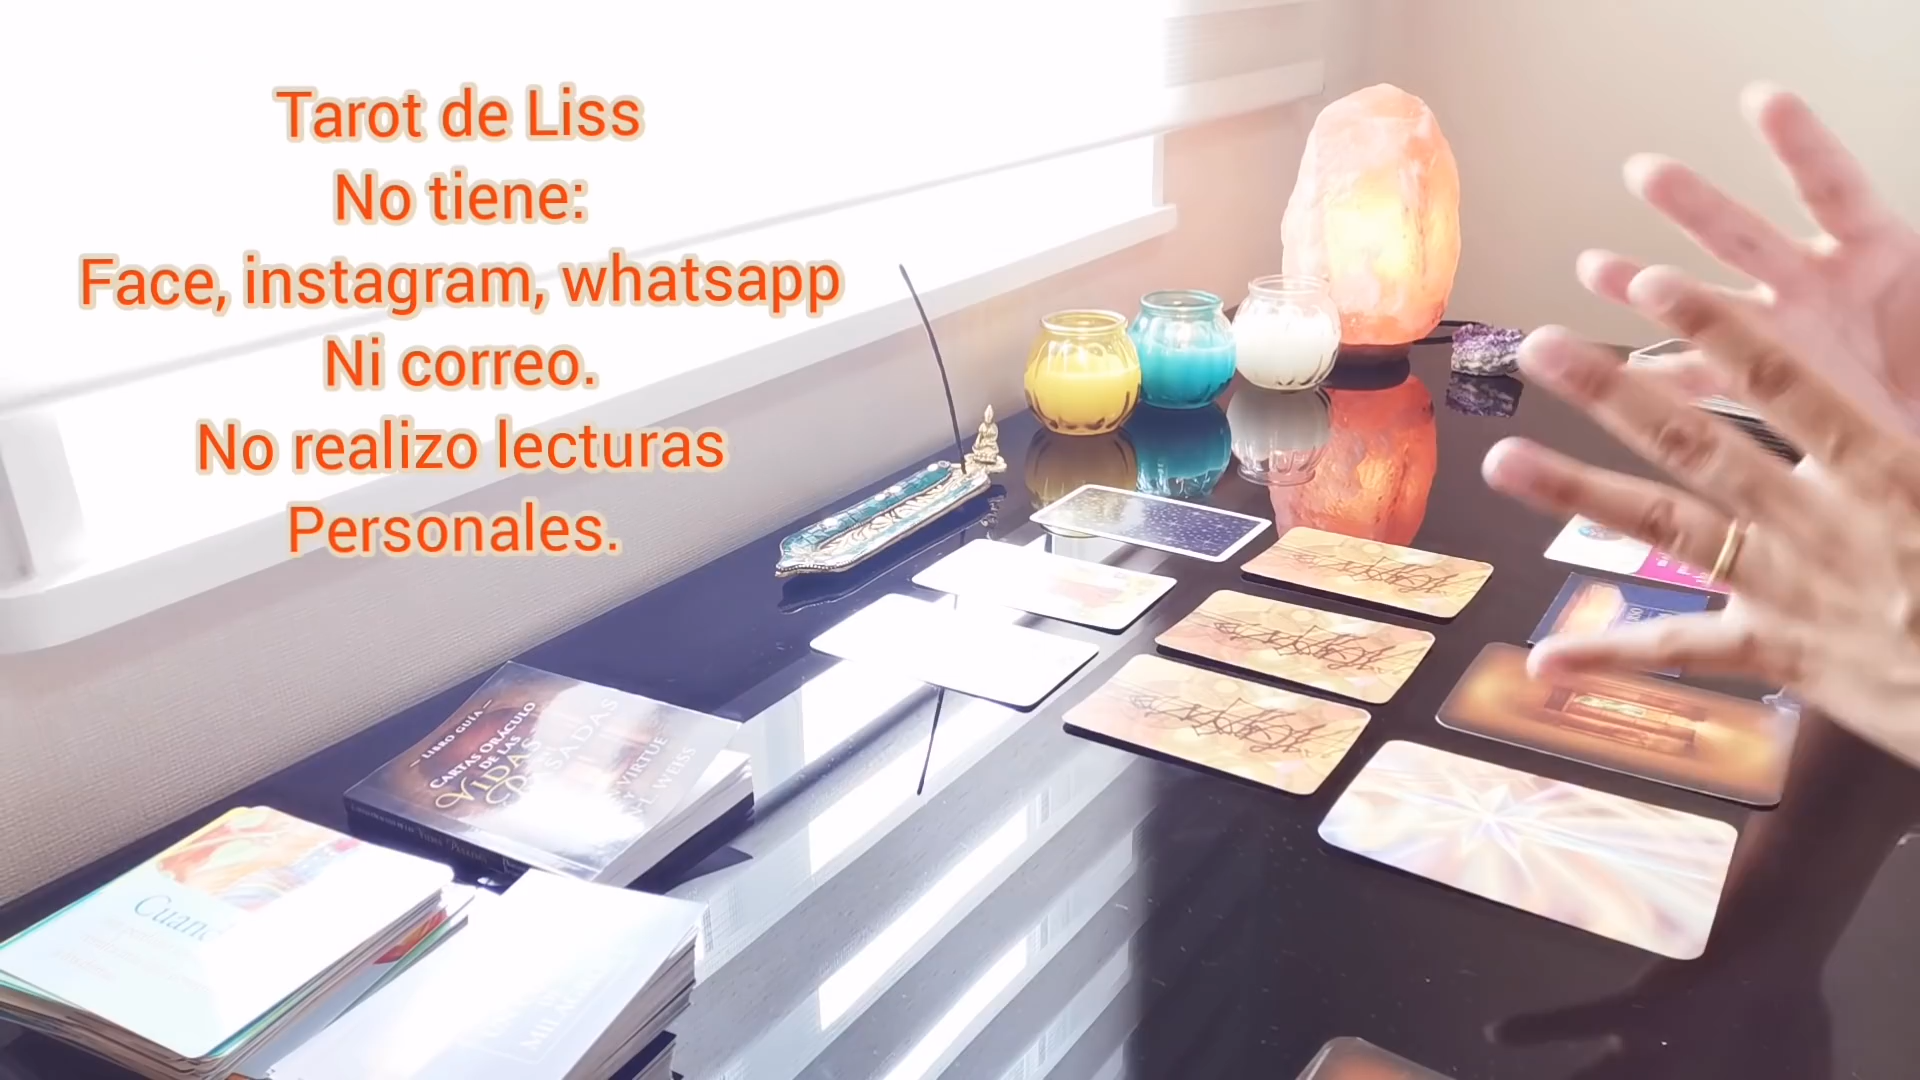 Tarot de Liss
No tiene:
Face, instagram, whatsapp
Ni correo.
No realizo lecturas
Personales.
LIBRO GUÍA
CARTAS ORÁCULO
DE LAS
VIDAS
PASADAS
VIRTUE
WEISS
Cuan